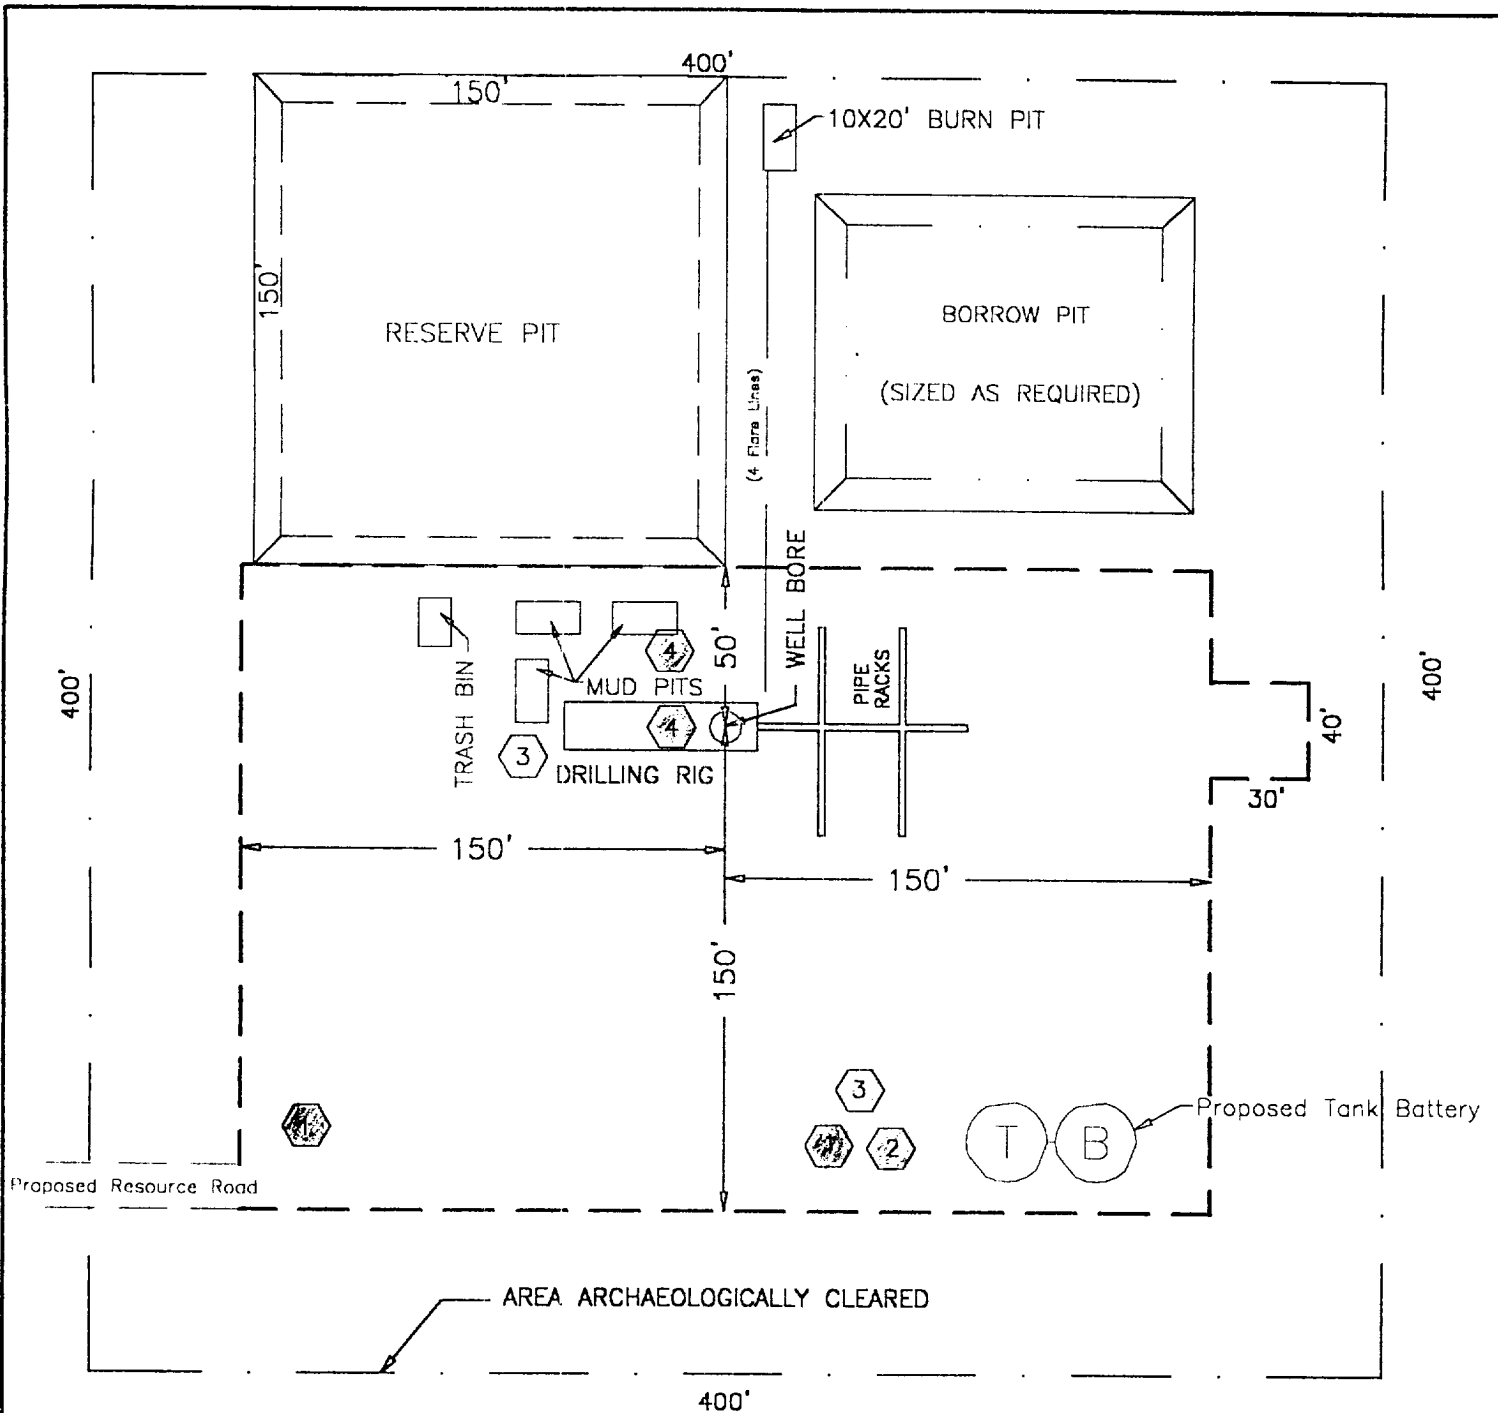 400'
150'
10X20' BURN PIT
150'
RESERVE PIT
BORROW PIT
(SIZED AS REQUIRED)
(4 Flare Lines)
WELL BORE
50'
TRASH BIN
MUD PITS
4
4
3
DRILLING RIG
PIPE
RACKS
400'
400'
40'
30'
150'
150'
150'
3
1
1
2
T
B
Proposed Tank Battery
Proposed Resource Road
AREA ARCHAEOLOGICALLY CLEARED
400'